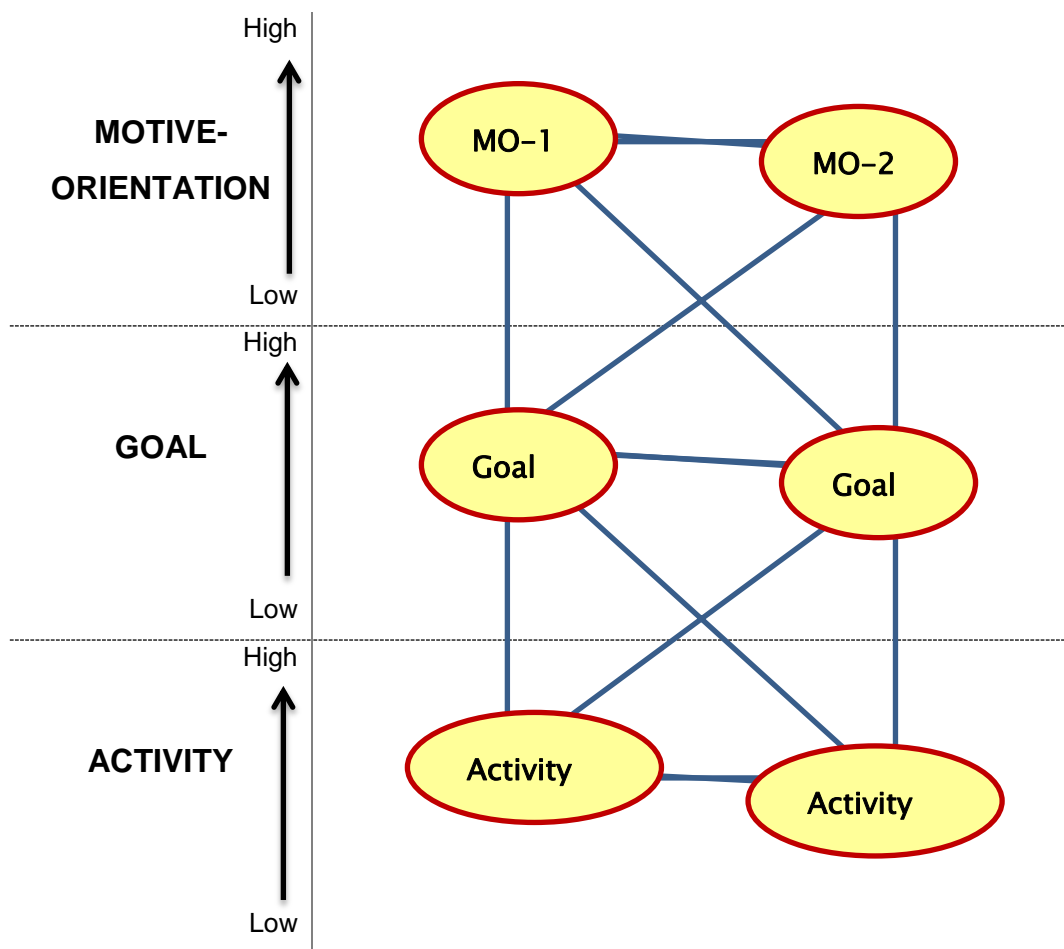 High
MOTIVE-
ORIENTATION
MO-1
MO-2
Low
High
GOAL
Goal
Goal
Low
High
ACTIVITY
Activity
Activity
Low